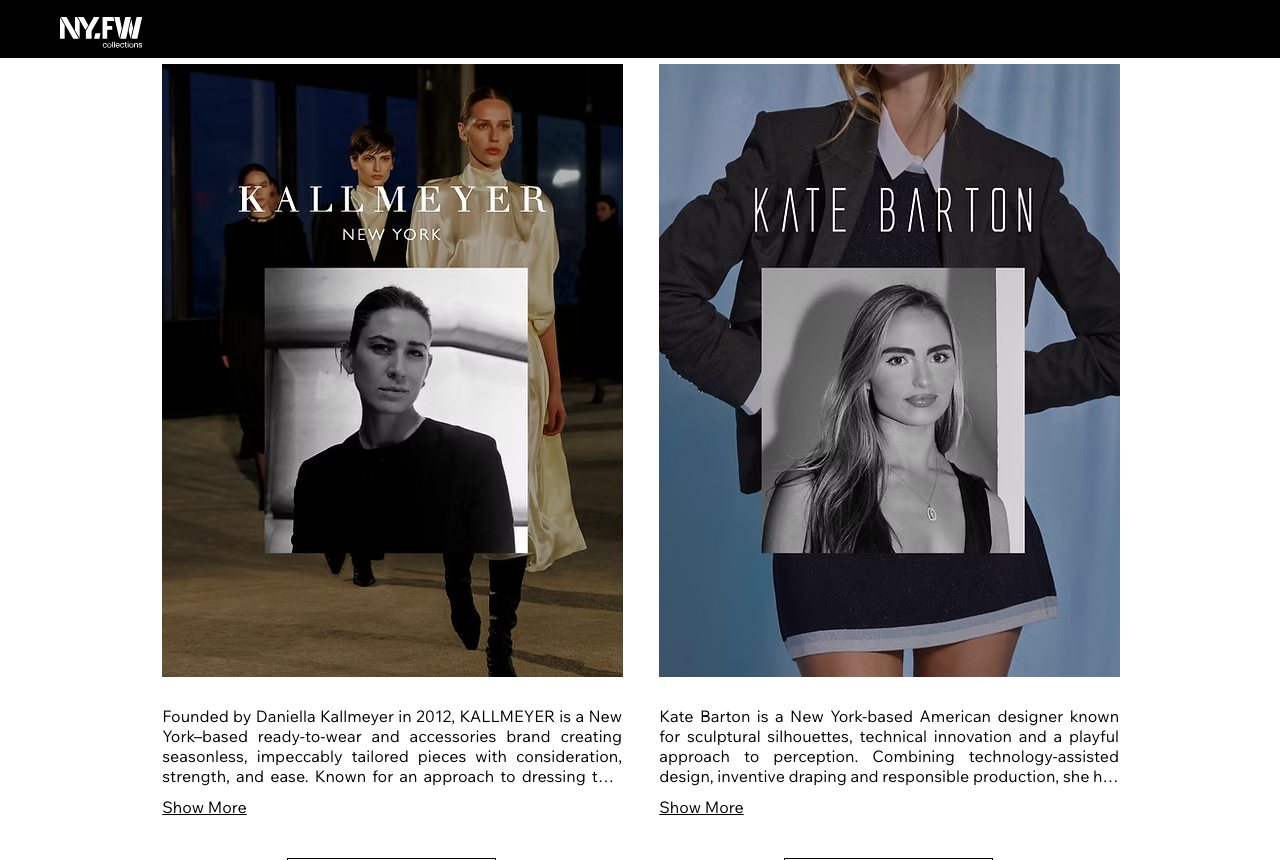 NY.FW
collections
KALLMEYER
NEW YORK
KATE BARTON
Founded by Daniella Kallmeyer in 2012, KALLMEYER is a New
York–based ready-to-wear and accessories brand creating
seasonless, impeccably tailored pieces with consideration,
strength, and ease. Known for an approach to dressing t...
Show More
Kate Barton is a New York-based American designer known
for sculptural silhouettes, technical innovation and a playful
approach to perception. Combining technology-assisted
design, inventive draping and responsible production, she h...
Show More